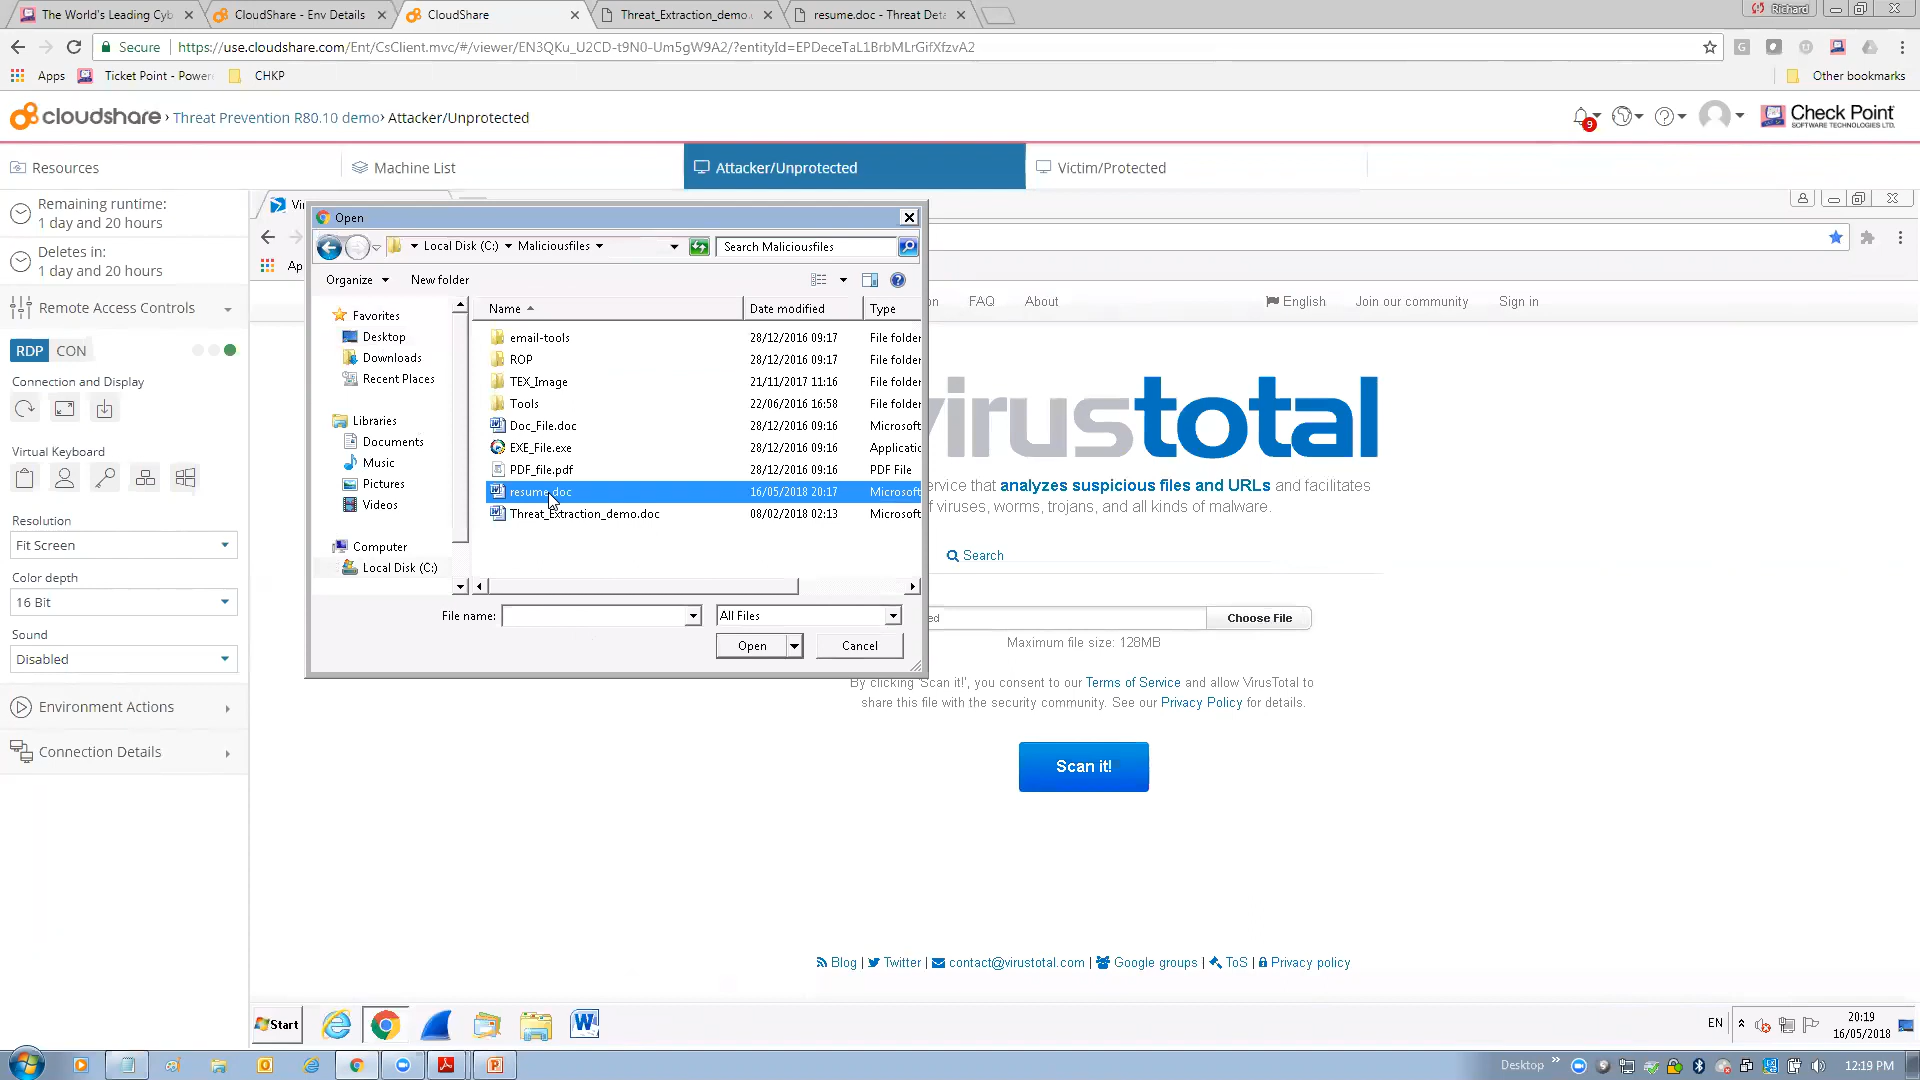 The World's Leading Cyb
CloudShare - Env Details
CloudShare
Threat_Extraction_demo.
resume.doc - Threat Deta
Richard
Secure
https://use.cloudshare.com/Ent/CsClient.mvc/#/viewer/EN3QKu_U2CD-t9N0-Um5gW9A2/?entityId=EPDeceTaL1BrbMLrGifXfzvA2
Apps
Ticket Point - Power
CHKP
Other bookmarks
cloudshare › Threat Prevention R80.10 demo› Attacker/Unprotected
9
Check Point
SOFTWARE TECHNOLOGIES LTD.
Resources
Machine List
Attacker/Unprotected
Victim/Protected
Remaining runtime:
1 day and 20 hours
Deletes in:
1 day and 20 hours
Remote Access Controls
RDP
CON
Connection and Display
Virtual Keyboard
Resolution
Fit Screen
Color depth
16 Bit
Sound
Disabled
Environment Actions
Connection Details
Vi
Ap
Open
Local Disk (C:)
Maliciousfiles
Search Maliciousfiles
Organize
New folder
Favorites
Desktop
Downloads
Recent Places
Libraries
Documents
Music
Pictures
Videos
Computer
Local Disk (C:)
Name
Date modified
Type
email-tools 28/12/2016 09:17 File folder
ROP 28/12/2016 09:17 File folder
TEX_Image 21/11/2017 11:16 File folder
Tools 22/06/2016 16:58 File folder
Doc_File.doc 28/12/2016 09:16 Microsoft
EXE_File.exe 28/12/2016 09:16 Applicatio
PDF_file.pdf 28/12/2016 09:16 PDF File
resume.doc 16/05/2018 20:17 Microsoft
Threat_Extraction_demo.doc 08/02/2018 02:13 Microsoft
File name:
All Files
Open
Cancel
on
FAQ
About
English
Join our community
Sign in
virustotal
ervice that analyzes suspicious files and URLs and facilitates
f viruses, worms, trojans, and all kinds of malware.
Search
ed
Choose File
Maximum file size: 128MB
By clicking 'Scan it!', you consent to our Terms of Service and allow VirusTotal to
share this file with the security community. See our Privacy Policy for details.
Scan it!
Blog | Twitter | contact@virustotal.com | Google groups | ToS | Privacy policy
Start
EN
20:19
16/05/2018
Desktop
12:19 PM